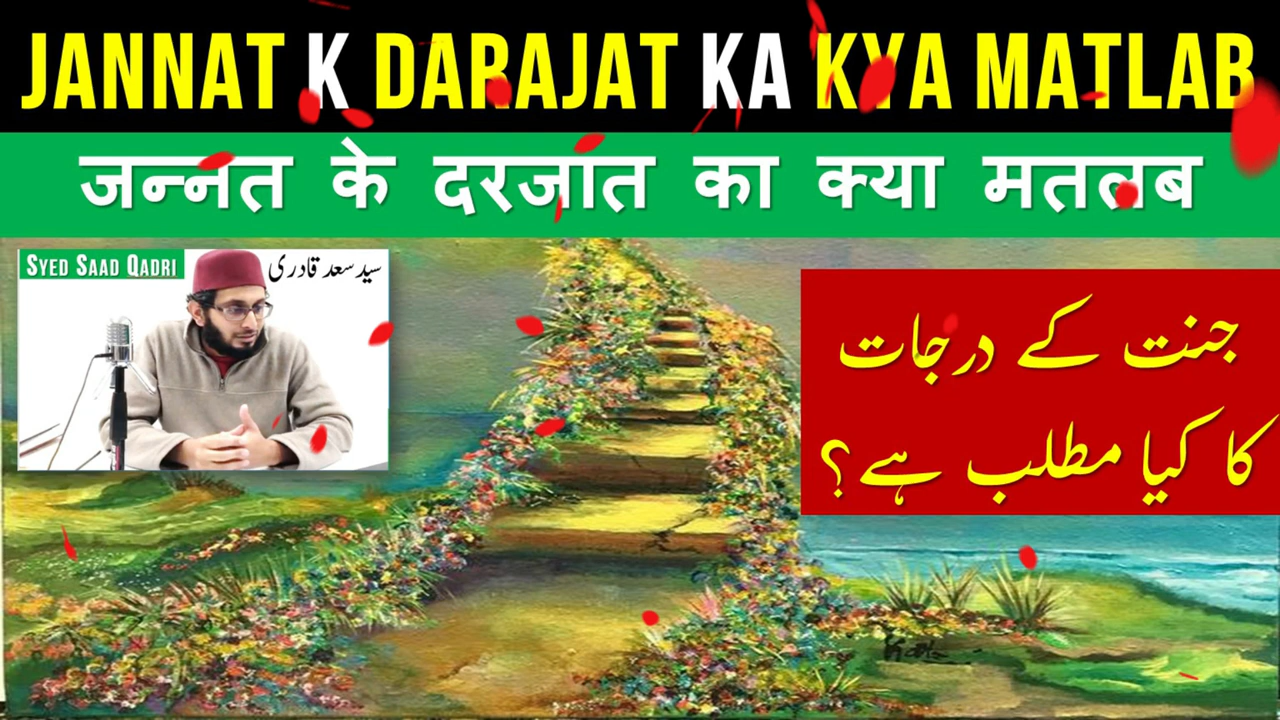 JANNAT K DARAJAT KA KYA MATLAB
जन्नत के दरजात का क्या मतलब
SYED SAAD QADRI
سید سعد قادری
جنت کے درجات
کا کیا مطلب ہے؟